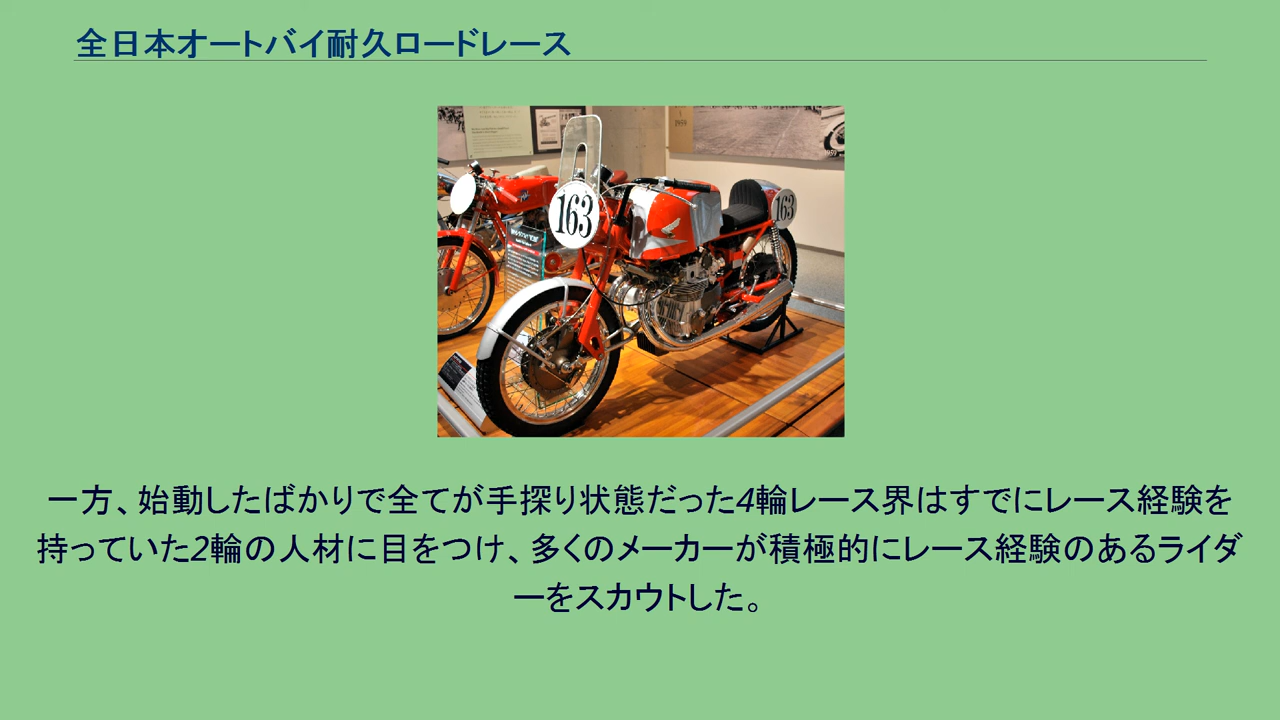 全日本オートバイ耐久ロードレース
163
163
一方、始動したばかりで全てが手探り状態だった4輪レース界はすでにレース経験を
持っていた2輪の人材に目をつけ、多くのメーカーが積極的にレース経験のあるライダ
ーをスカウトした。